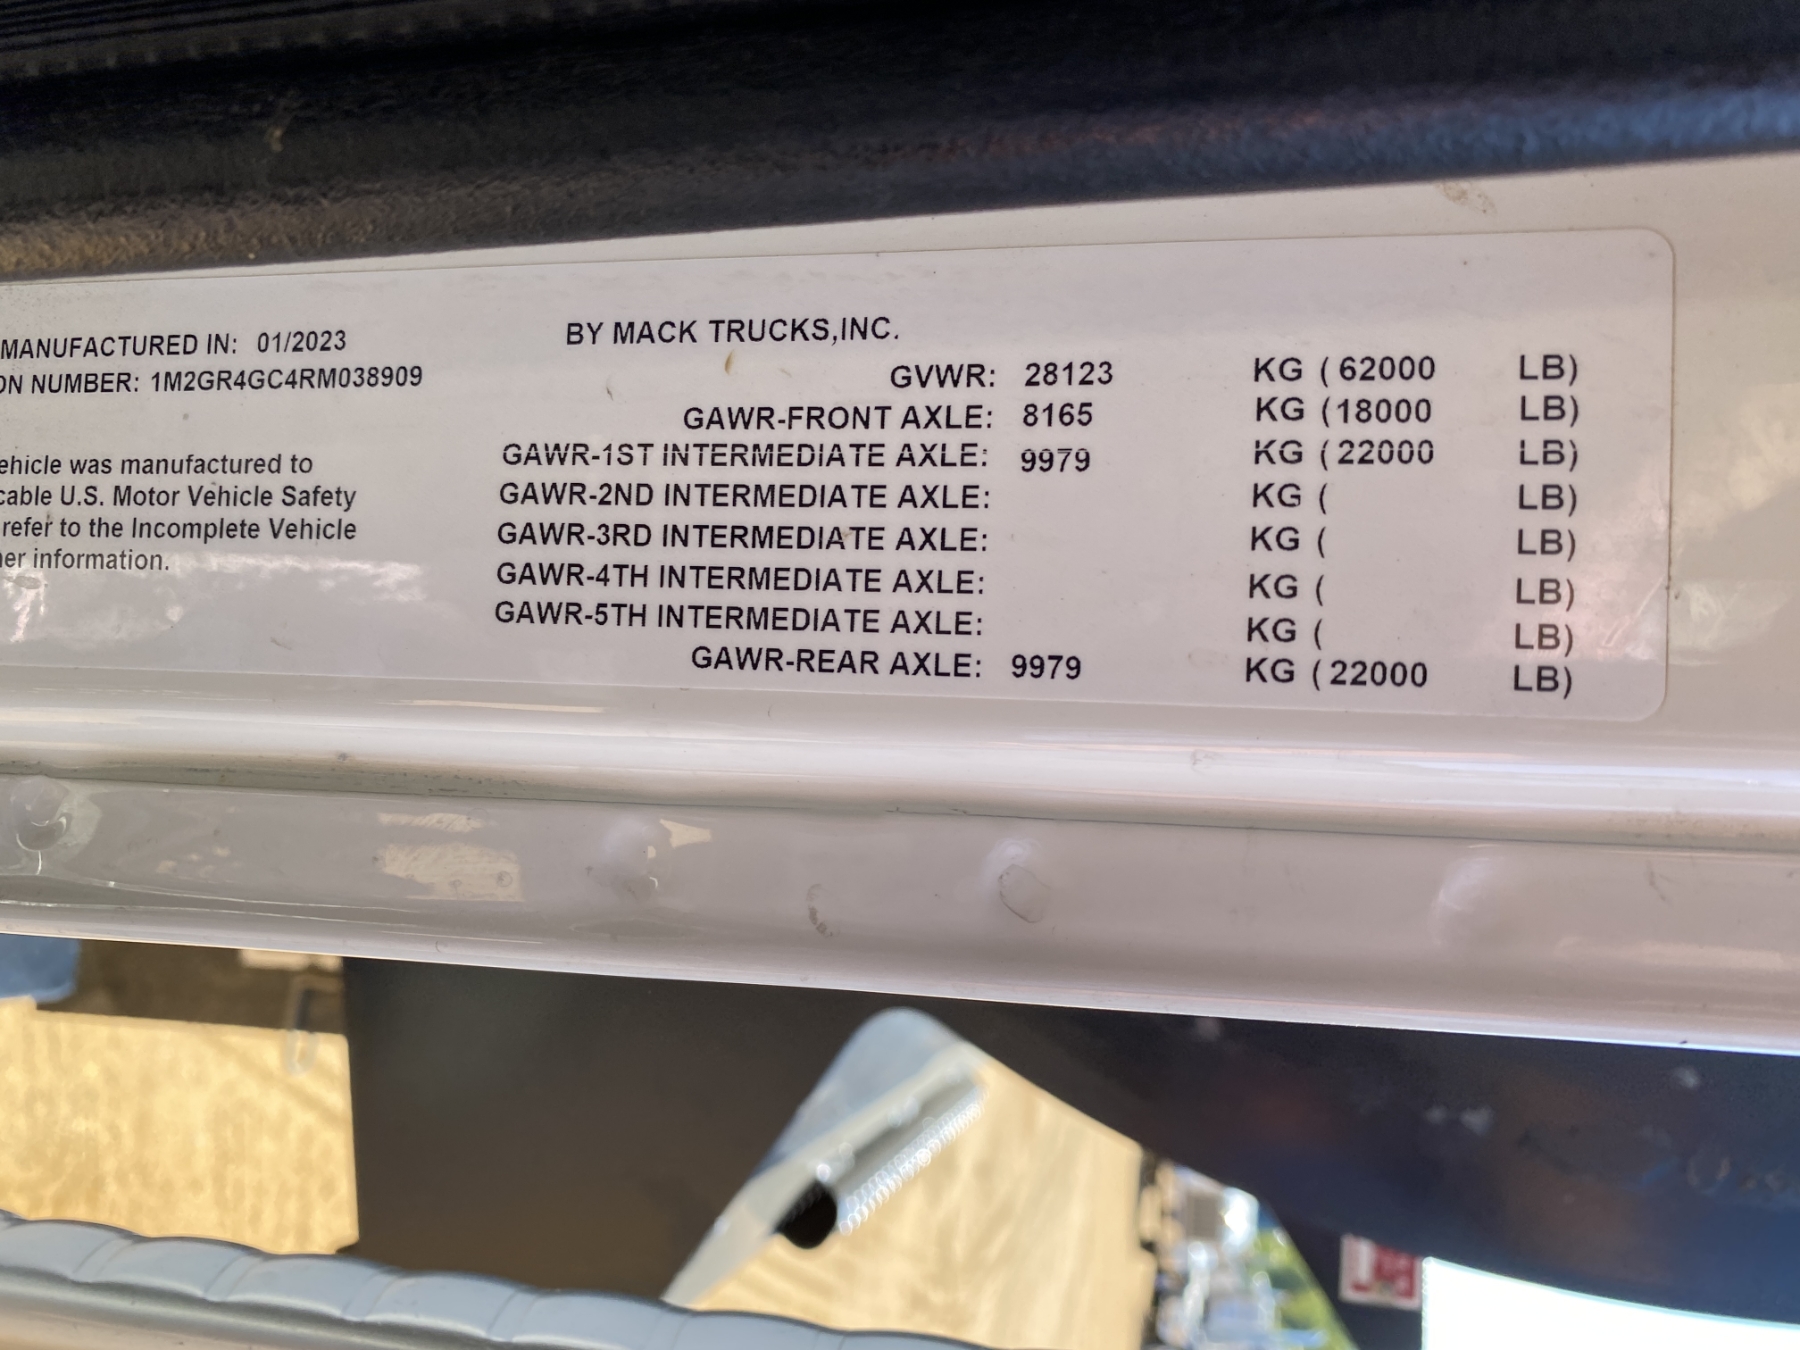 MANUFACTURED IN: 01/2023
BY MACK TRUCKS,INC.
ON NUMBER: 1M2GR4GC4RM038909
GVWR: 28123 KG (62000 LB)
GAWR-FRONT AXLE: 8165 KG (18000 LB)
GAWR-1ST INTERMEDIATE AXLE: 9979 KG (22000 LB)
GAWR-2ND INTERMEDIATE AXLE: KG ( LB)
GAWR-3RD INTERMEDIATE AXLE: KG ( LB)
GAWR-4TH INTERMEDIATE AXLE: KG ( LB)
GAWR-5TH INTERMEDIATE AXLE: KG ( LB)
GAWR-REAR AXLE: 9979 KG (22000 LB)
ehicle was manufactured to
cable U.S. Motor Vehicle Safety
refer to the Incomplete Vehicle
her information.